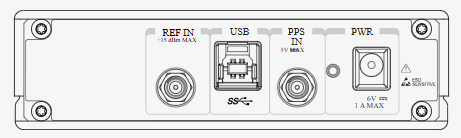 REF IN
-15 dBm MAX
USB
SS
PPS
IN
5V MAX
PWR
6V
1 A MAX
ESD
SENSITIVE